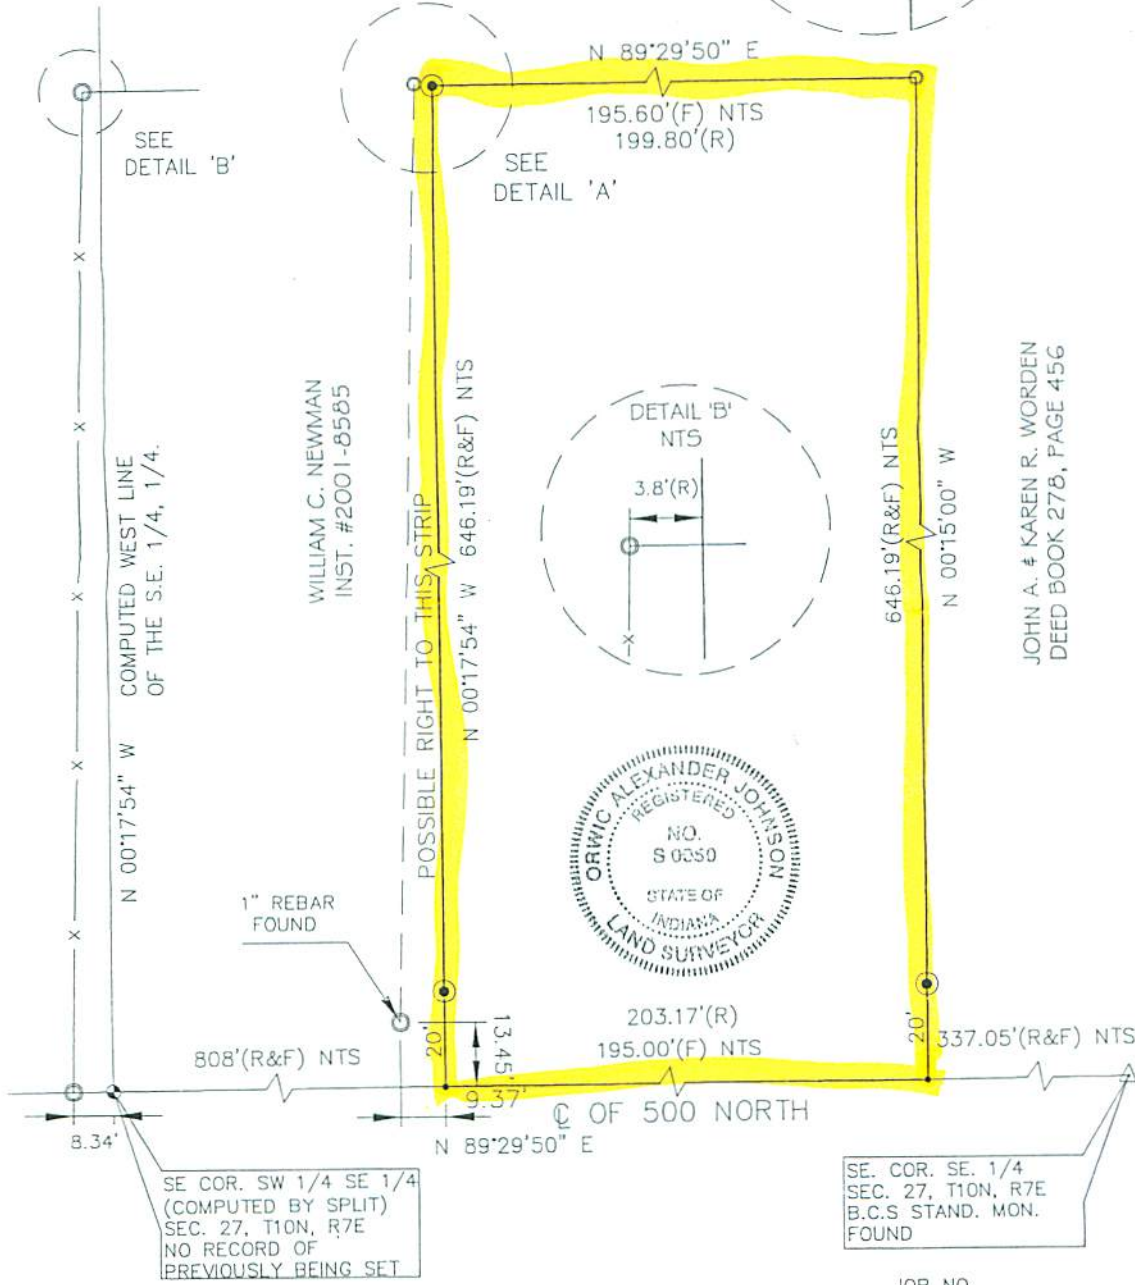 N 89°29'50" E
195.60'(F) NTS
199.80'(R)
SEE
DETAIL 'B'
SEE
DETAIL 'A'
N 00°17'54" W COMPUTED WEST LINE
OF THE S.E. 1/4, 1/4.
WILLIAM C. NEWMAN
INST. #2001-8585
POSSIBLE RIGHT TO THIS STRIP
N 00°17'54" W 646.19'(R&F) NTS
DETAIL 'B'
NTS
3.8'(R)
X
X
X
X
X
X
646.19'(R&F) NTS
N 00°15'00" W
JOHN A. & KAREN R. WORDEN
DEED BOOK 278, PAGE 456
ORWIC ALEXANDER JOHNSON
REGISTERED
NO.
S 0050
STATE OF
INDIANA
LAND SURVEYOR
1" REBAR
FOUND
20'
13.45'
203.17'(R)
195.00'(F) NTS
20'
337.05'(R&F) NTS
808'(R&F) NTS
9.37'
℄ OF 500 NORTH
8.34'
N 89°29'50" E
SE COR. SW 1/4 SE 1/4
(COMPUTED BY SPLIT)
SEC. 27, T10N, R7E
NO RECORD OF
PREVIOUSLY BEING SET
SE. COR. SE. 1/4
SEC. 27, T10N, R7E
B.C.S STAND. MON.
FOUND
JOB NO